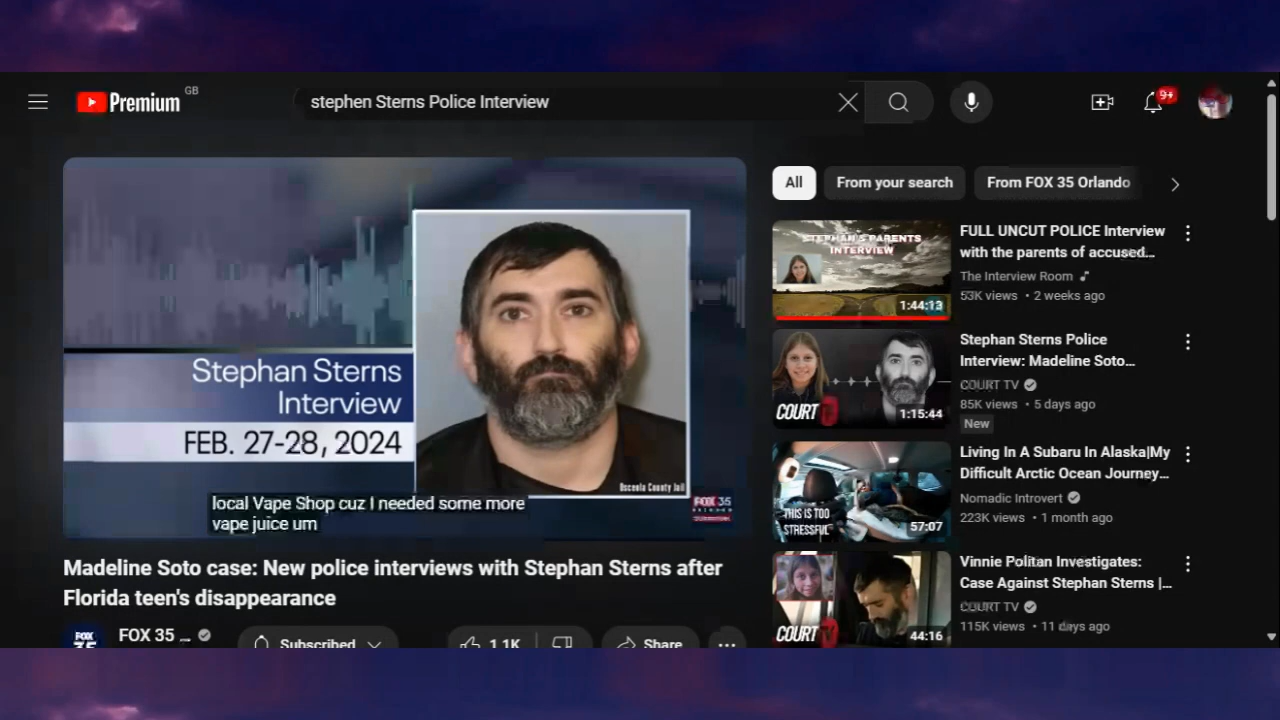 Premium GB
stephen Sterns Police Interview
9+
Stephan Sterns
Interview
FEB. 27-28, 2024
Osceola County Jail
FOX 35
local Vape Shop cuz I needed some more
vape juice um
Madeline Soto case: New police interviews with Stephan Sterns after
Florida teen's disappearance
FOX 35
FOX 35 ...
Subscribed
1.1K
Share
All
From your search
From FOX 35 Orlando
STEPHAN'S PARENTS
INTERVIEW
1:44:13
FULL UNCUT POLICE Interview
with the parents of accused...
The Interview Room
53K views • 2 weeks ago
COURT
1:15:44
Stephan Sterns Police
Interview: Madeline Soto...
COURT TV
85K views • 5 days ago
New
THIS IS TOO
STRESSFUL
57:07
Living In A Subaru In Alaska|My
Difficult Arctic Ocean Journey...
Nomadic Introvert
223K views • 1 month ago
COURT TV
44:16
Vinnie Politan Investigates:
Case Against Stephan Sterns |...
COURT TV
115K views • 11 days ago